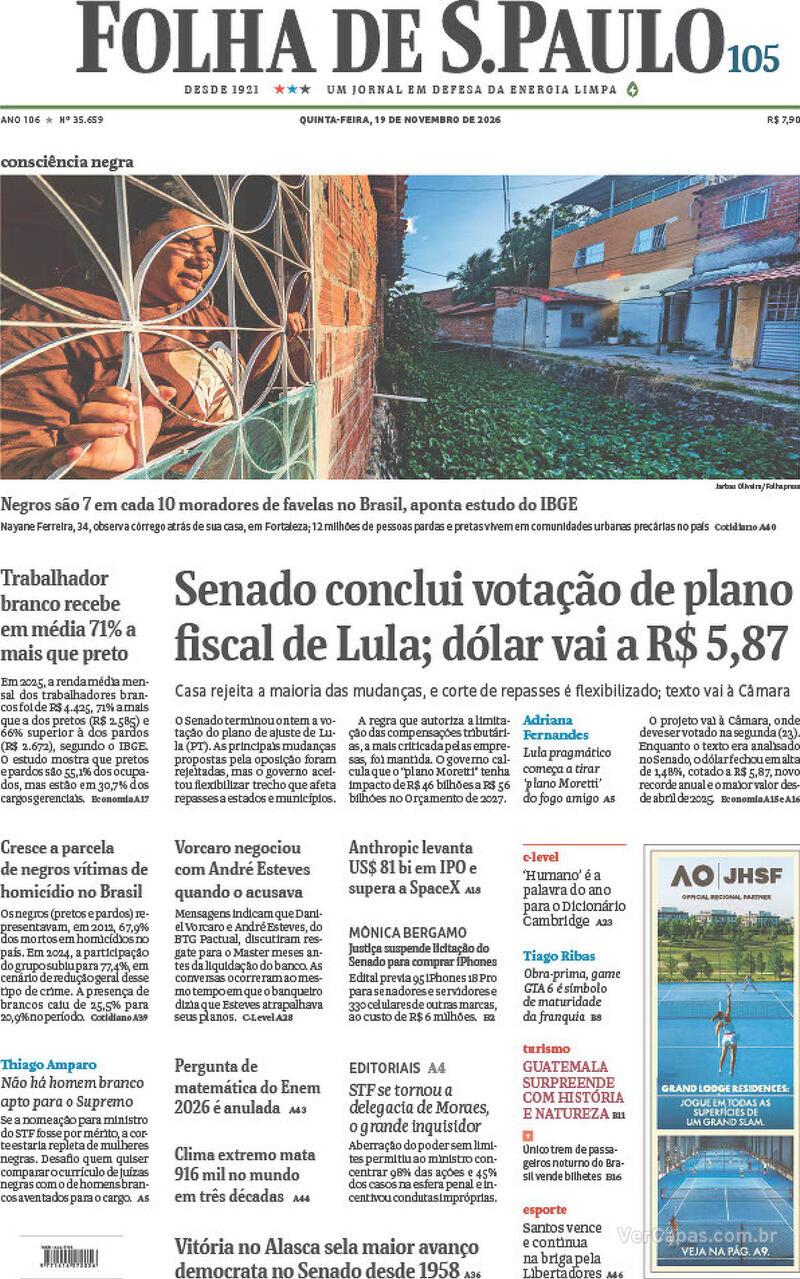 FOLHA DE S.PAULO
105
DESDE 1921 ★★★ UM JORNAL EM DEFESA DA ENERGIA LIMPA
ANO 106 ★ Nº 35.659
QUINTA-FEIRA, 19 DE NOVEMBRO DE 2026
R$ 7,90
consciência negra
Jarbas Oliveira/Folhapress
Negros são 7 em cada 10 moradores de favelas no Brasil, aponta estudo do IBGE
Nayane Ferreira, 34, observa córrego atrás de sua casa, em Fortaleza; 12 milhões de pessoas pardas e pretas vivem em comunidades urbanas precárias no país Cotidiano A40
Trabalhador
branco recebe
em média 71% a
mais que preto
Em 2025, a renda média men-
sal dos trabalhadores bran-
cos foi de R$ 4.425, 71% a mais
que a dos pretos (R$ 2.585) e
66% superior à dos pardos
(R$ 2.672), segundo o IBGE.
O estudo mostra que pretos
e pardos são 55,1% dos ocupa-
dos, mas estão em 30,7% dos
cargos gerenciais. Economia A17
Senado conclui votação de plano
fiscal de Lula; dólar vai a R$ 5,87
Casa rejeita a maioria das mudanças, e corte de repasses é flexibilizado; texto vai à Câmara
O Senado terminou ontem a vo-
tação do plano de ajuste de Lu-
la (PT). As principais mudanças
propostas pela oposição foram
rejeitadas, mas o governo acei-
tou flexibilizar trecho que afeta
repasses a estados e municípios.
A regra que autoriza a limita-
ção das compensações tributári-
as, a mais criticada pelas empre-
sas, foi mantida. O governo cal-
cula que o "plano Moretti" tenha
impacto de R$ 46 bilhões a R$ 56
bilhões no Orçamento de 2027.
Adriana
Fernandes
Lula pragmático
começa a tirar
'plano Moretti'
do fogo amigo A5
O projeto vai à Câmara, onde
deve ser votado na segunda (23).
Enquanto o texto era analisado
no Senado, o dólar fechou em alta
de 1,48%, cotado a R$ 5,87, novo
recorde anual e o maior valor des-
de abril de 2025. Economia A15 e A16
Cresce a parcela
de negros vítimas de
homicídio no Brasil
Os negros (pretos e pardos) re-
presentavam, em 2012, 67,9%
dos mortos em homicídios no
país. Em 2024, a participação
do grupo subiu para 77,4%, em
cenário de redução geral desse
tipo de crime. A presença de
brancos caiu de 25,5% para
20,9% no período. Cotidiano A39
Vorcaro negociou
com André Esteves
quando o acusava
Mensagens indicam que Dani-
el Vorcaro e André Esteves, do
BTG Pactual, discutiram res-
gate para o Master meses an-
tes da liquidação do banco. As
conversas ocorreram ao mes-
mo tempo em que o banqueiro
dizia que Esteves atrapalhava
seus planos. C-Level A28
Anthropic levanta
US$ 81 bi em IPO e
supera a SpaceX A18
MÔNICA BERGAMO
Justiça suspende licitação do
Senado para comprar iPhones
Edital previa 95 iPhones 18 Pro
para senadores e servidores e
330 celulares de outras marcas,
ao custo de R$ 6 milhões. B2
c-level
'Humano' é a
palavra do ano
para o Dicionário
Cambridge A23
Tiago Ribas
Obra-prima, game
GTA 6 é símbolo
de maturidade
da franquia B8
turismo
GUATEMALA
SURPREENDE
COM HISTÓRIA
E NATUREZA B11
Único trem de passa-
geiros noturno do Bra-
sil vende bilhetes B16
esporte
Santos vence
e continua
na briga pela
Libertadores A46
AO JHSF
OFFICIAL REGIONAL PARTNER
GRAND LODGE RESIDENCES:
JOGUE EM TODAS AS
SUPERFÍCIES DE
UM GRAND SLAM.
VEJA NA PÁG. A9.
Thiago Amparo
Não há homem branco
apto para o Supremo
Se a nomeação para ministro
do STF fosse por mérito, a cor-
te estaria repleta de mulheres
negras. Desafio quem quiser
comparar o currículo de juízas
negras com o de homens bran-
cos aventados para o cargo. A5
Pergunta de
matemática do Enem
2026 é anulada A43
Clima extremo mata
916 mil no mundo
em três décadas A44
EDITORIAIS A4
STF se tornou a
delegacia de Moraes,
o grande inquisidor
Aberração do poder sem limi-
tes permitiu ao ministro con-
centrar 98% das ações e 45%
dos casos na esfera penal e in-
centivou condutas impróprias.
Vitória no Alasca sela maior avanço
democrata no Senado desde 1958 A36
VerCapas.com.br